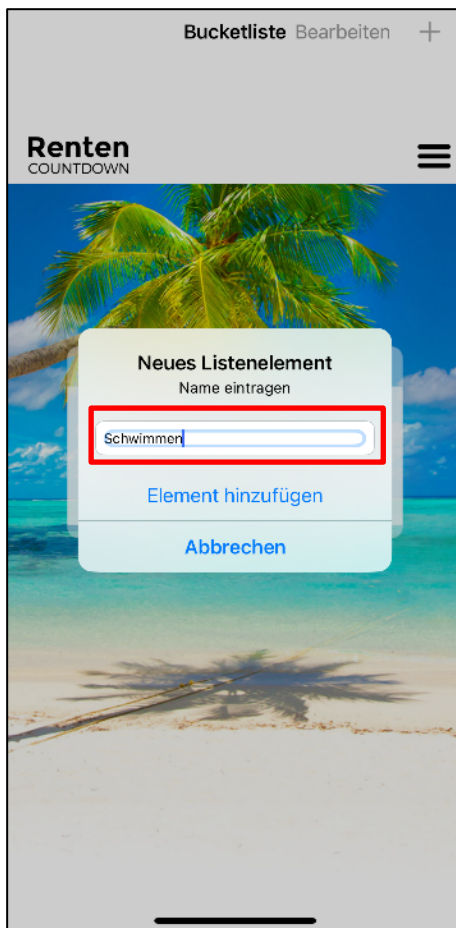 Bucketliste Bearbeiten +
Renten
COUNTDOWN
Neues Listenelement
Name eintragen
Schwimmen
Element hinzufügen
Abbrechen